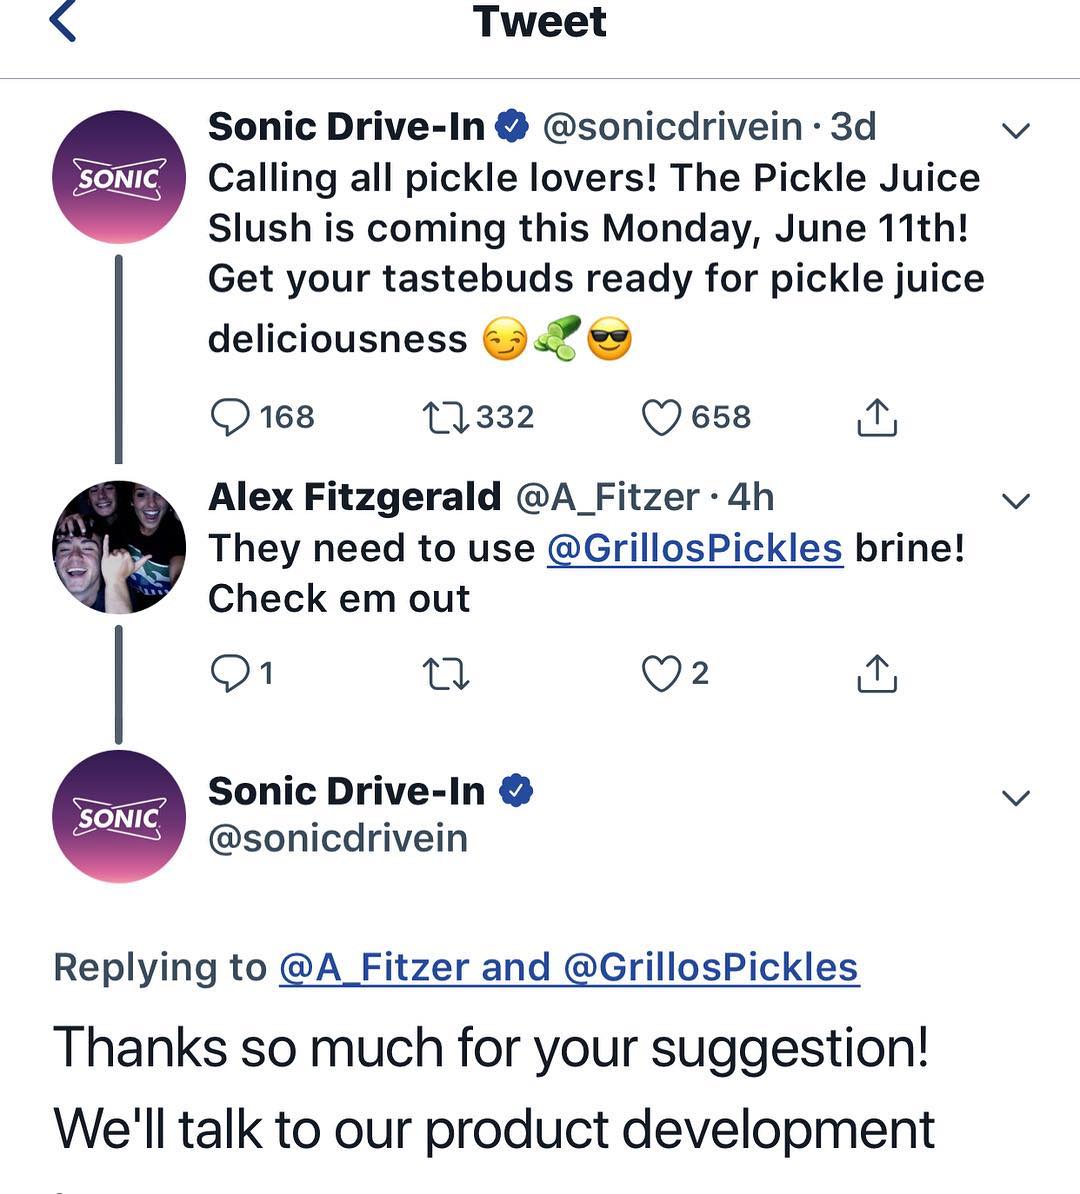 Tweet
SONIC
Sonic Drive-In @sonicdrivein · 3d
Calling all pickle lovers! The Pickle Juice
Slush is coming this Monday, June 11th!
Get your tastebuds ready for pickle juice
deliciousness 😏🥒😎
168 332 658
Alex Fitzgerald @A_Fitzer · 4h
They need to use @GrillosPickles brine!
Check em out
1 2
SONIC
Sonic Drive-In
@sonicdrivein
Replying to @A_Fitzer and @GrillosPickles
Thanks so much for your suggestion!
We'll talk to our product development